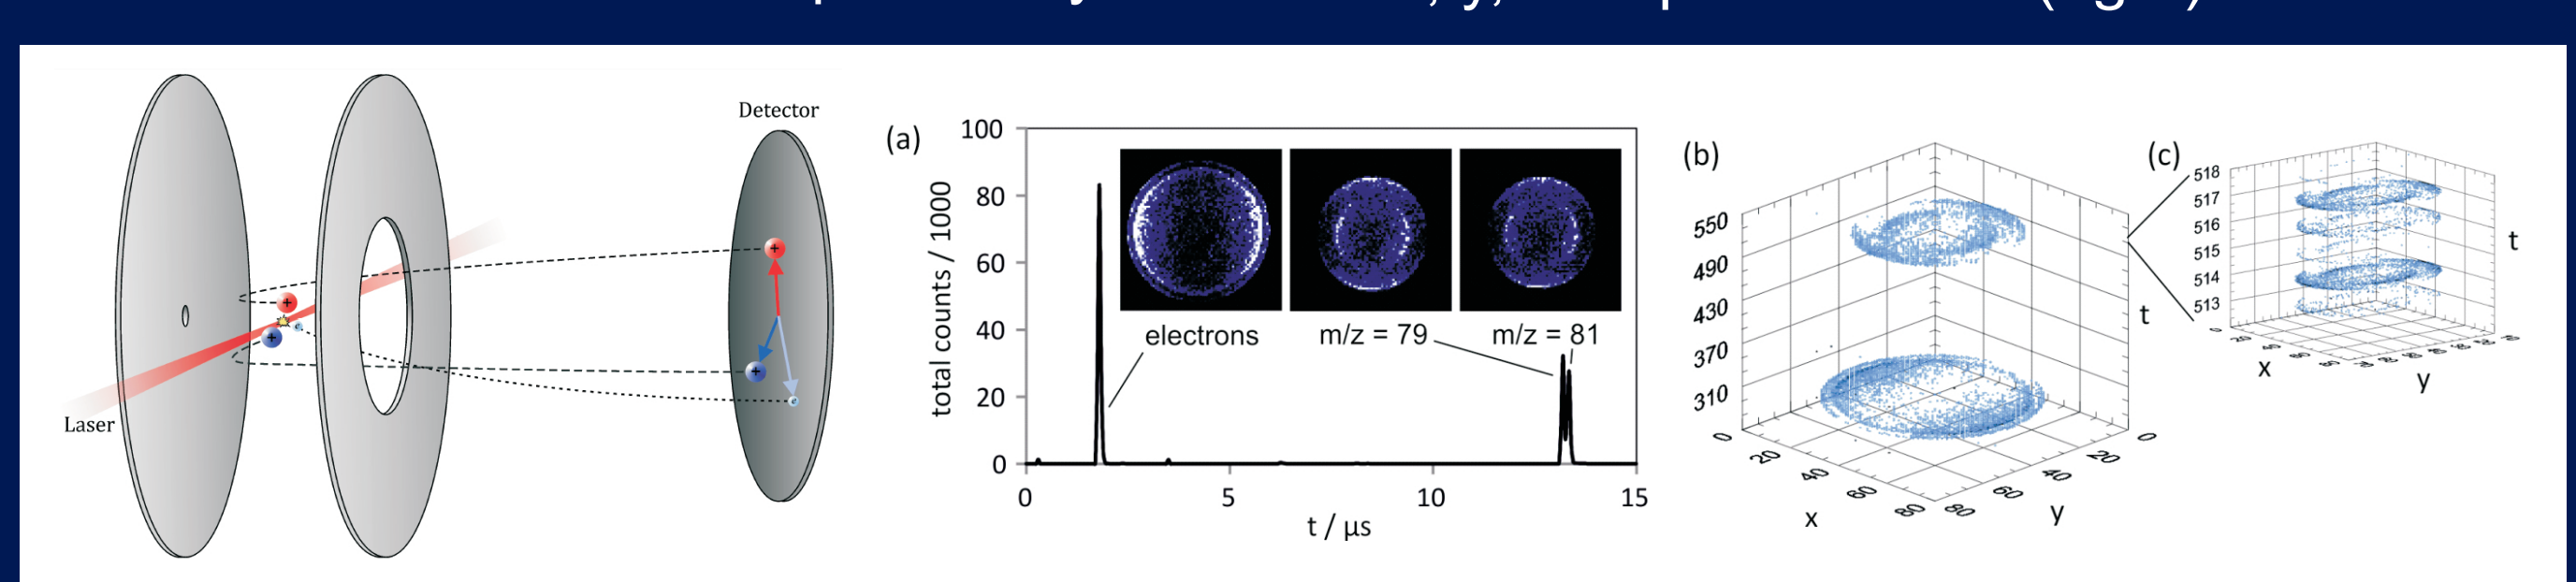 Detector
Laser
+
+
e
+
+
e
(a)
total counts / 1000
100
80
60
40
20
0
0 5 10 15
t / μs
electrons
m/z = 79
m/z = 81
(b)
550
490
430
370
310
0 20 40 60 80
x
80 60 40 20 0
y
t
(c)
518
517
516
515
514
513
x
y
t